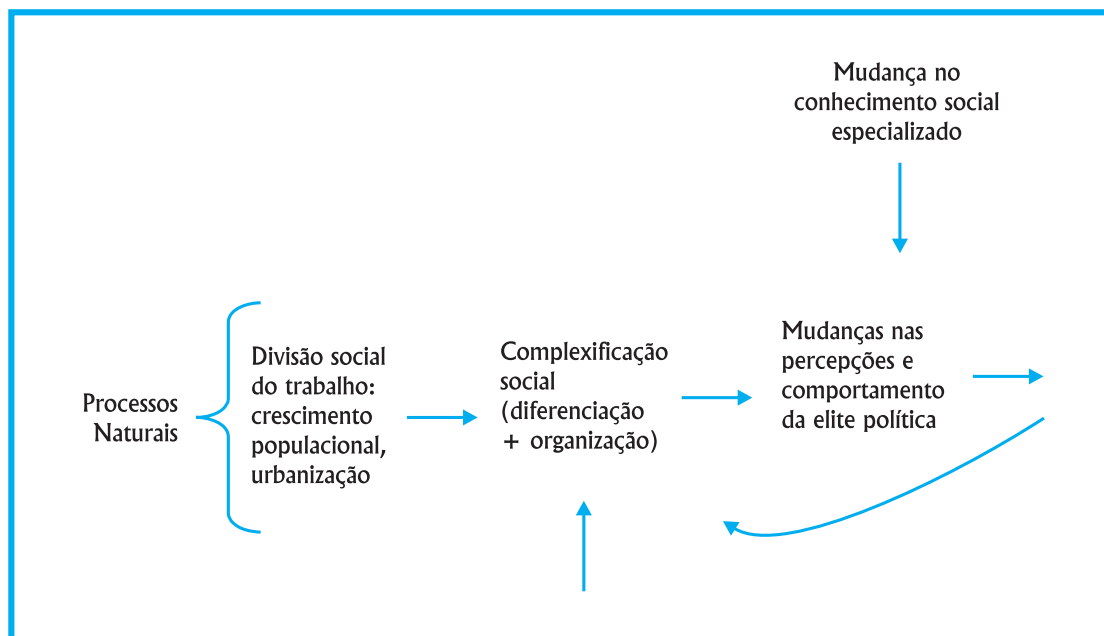 Mudança no
conhecimento social
especializado
Processos
Naturais
Divisão social
do trabalho:
crescimento
populacional,
urbanização
Complexificação
social
(diferenciação
+ organização)
Mudanças nas
percepções e
comportamento
da elite política